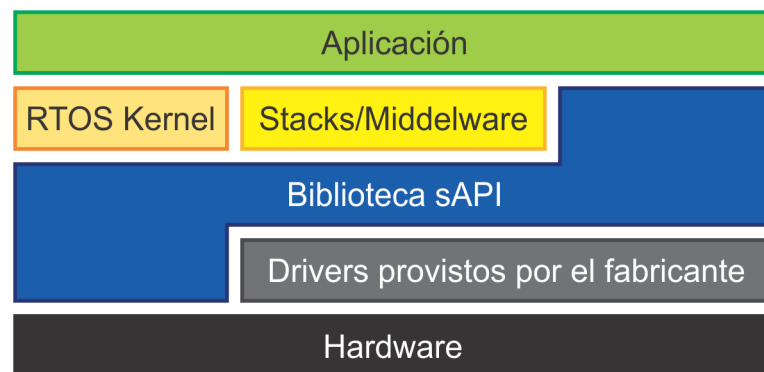 Aplicación
RTOS Kernel
Stacks/Middelware
Biblioteca sAPI
Drivers provistos por el fabricante
Hardware